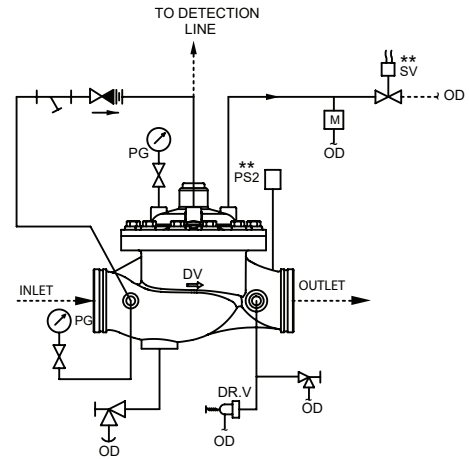 TO DETECTION
LINE
**
SV
OD
PG
M
OD
**
PS2
DV
INLET
OUTLET
PG
DR.V
OD
OD
OD